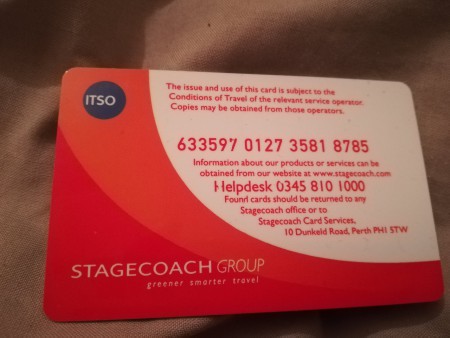 ITSO
The issue and use of this card is subject to the
Conditions of Travel of the relevant service operator.
Copies may be obtained from those operators.
633597 0127 3581 8785
Information about our products or services can be
obtained from our website at www.stagecoach.com
Helpdesk 0345 810 1000
Found cards should be returned to any
Stagecoach office or to
Stagecoach Card Services,
10 Dunkeld Road, Perth PH1 5TW
STAGECOACH GROUP
greener smarter travel